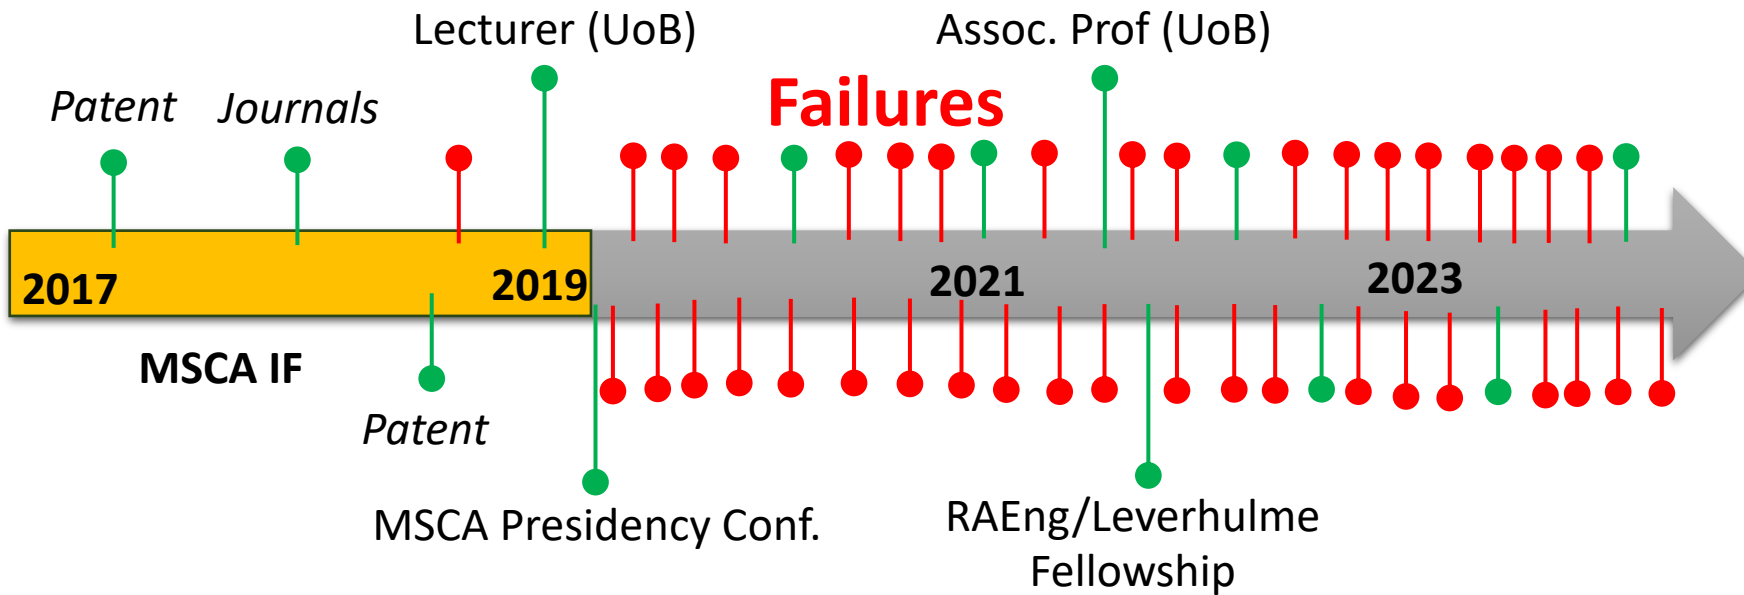 Lecturer (UoB)
Assoc. Prof (UoB)
Patent
Journals
Failures
2017
2019
2021
2023
MSCA IF
Patent
MSCA Presidency Conf.
RAEng/Leverhulme
Fellowship